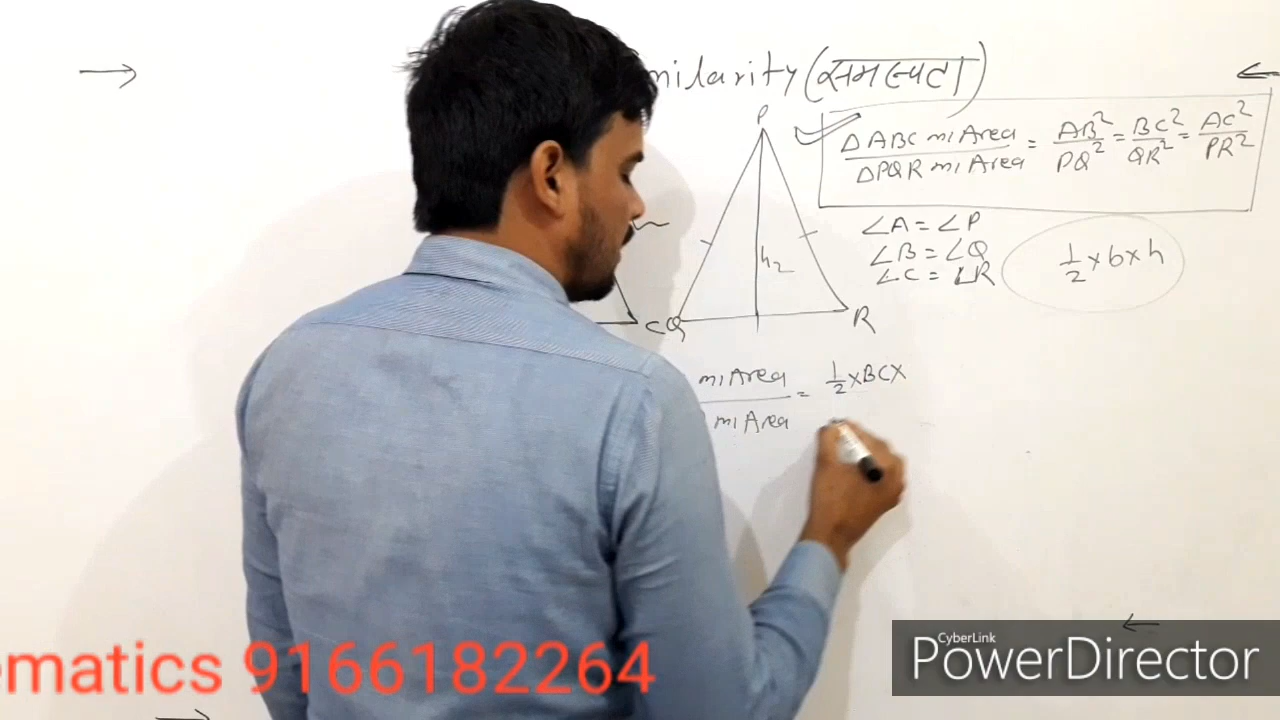 milarity (समरूपता)
P
h2
C Q R
ΔABC का Area / ΔPQR का Area = AB² / PQ² = BC² / QR² = AC² / PR²
∠A = ∠P
∠B = ∠Q
∠C = ∠R
1/2 × b × h
का Area / का Area = 1/2 × BC ×
ematics 9166182264
CyberLink
PowerDirector